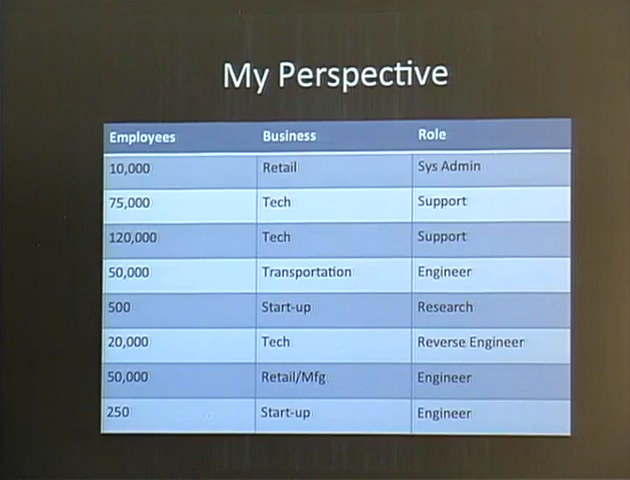 My Perspective
Employees Business Role
10,000 Retail Sys Admin
75,000 Tech Support
120,000 Tech Support
50,000 Transportation Engineer
500 Start-up Research
20,000 Tech Reverse Engineer
50,000 Retail/Mfg Engineer
250 Start-up Engineer